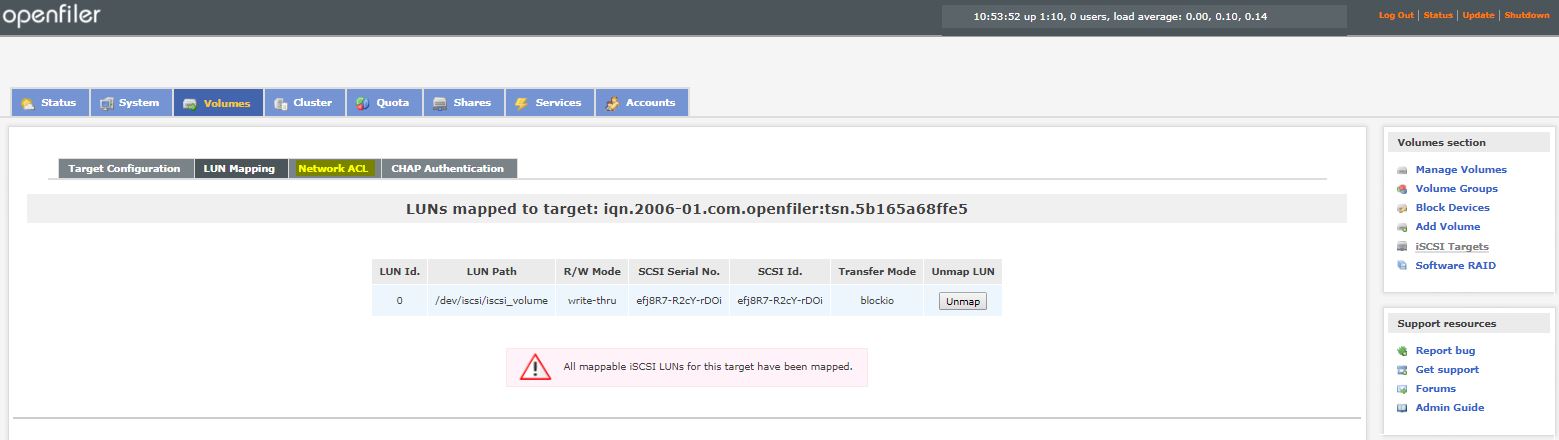 openfiler
10:53:52 up 1:10, 0 users, load average: 0.00, 0.10, 0.14
Log Out | Status | Update | Shutdown
Status System Volumes Cluster Quota Shares Services Accounts
Target Configuration LUN Mapping Network ACL CHAP Authentication
LUNs mapped to target: iqn.2006-01.com.openfiler:tsn.5b165a68ffe5
LUN Id. LUN Path R/W Mode SCSI Serial No. SCSI Id. Transfer Mode Unmap LUN
0 /dev/iscsi/iscsi_volume write-thru efj8R7-R2cY-rDOi efj8R7-R2cY-rDOi blockio Unmap
All mappable iSCSI LUNs for this target have been mapped.
Volumes section
Manage Volumes
Volume Groups
Block Devices
Add Volume
iSCSI Targets
Software RAID
Support resources
Report bug
Get support
Forums
Admin Guide